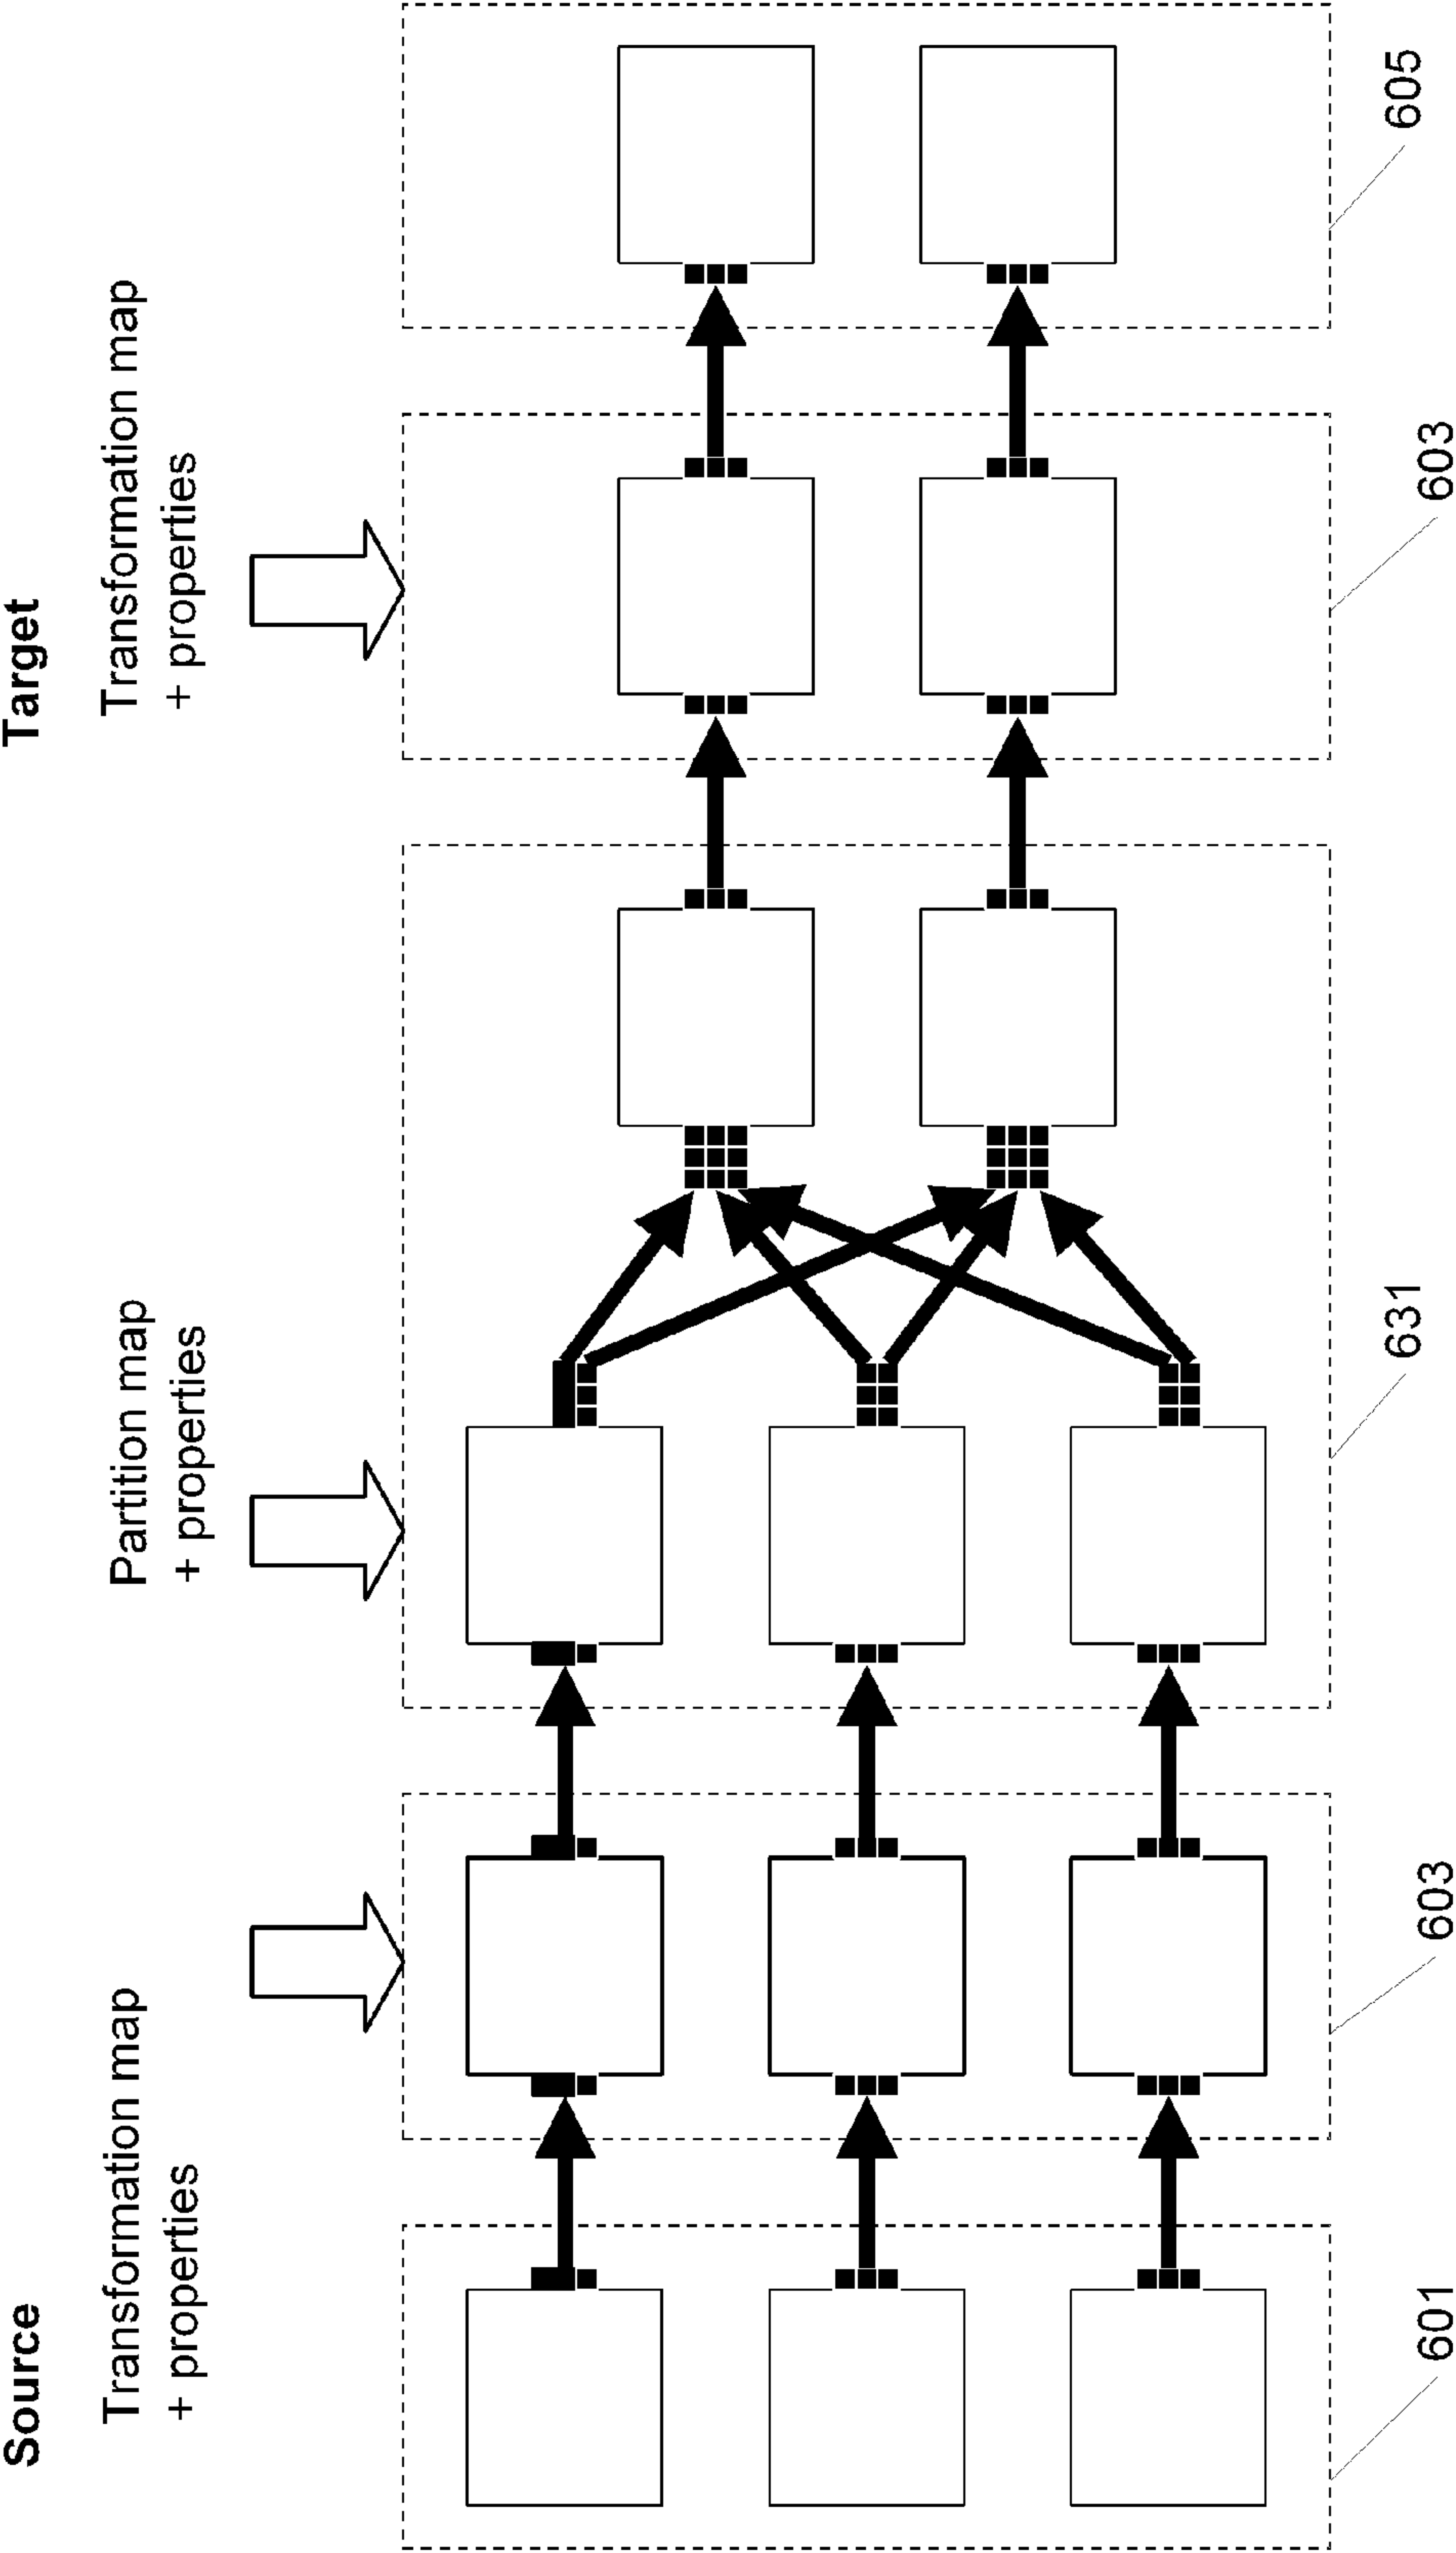 Source
Target
Transformation map
+ properties
Partition map
+ properties
Transformation map
+ properties
601
603
631
603
605